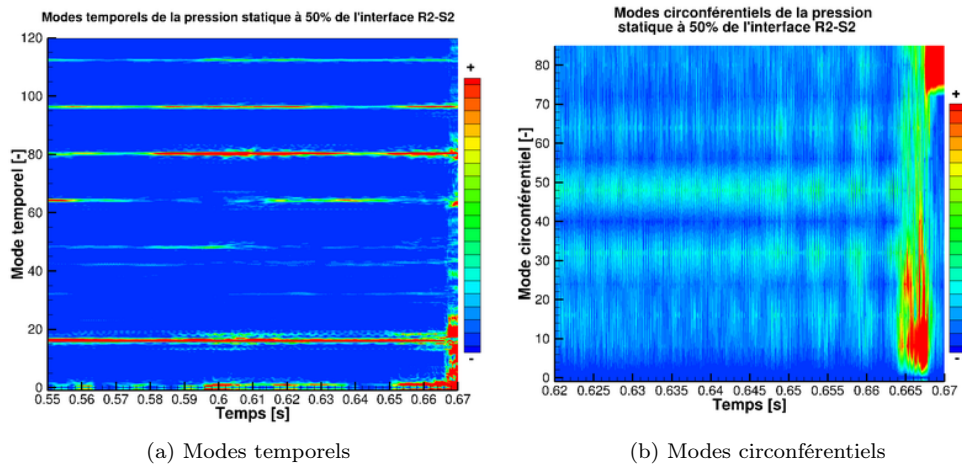 Modes temporels de la pression statique à 50% de l'interface R2-S2
120
100
80
60
40
20
0
Mode temporel [-]
0.55 0.56 0.57 0.58 0.59 0.6 0.61 0.62 0.63 0.64 0.65 0.66 0.67
Temps [s]
+
-
(a) Modes temporels
Modes circonférentiels de la pression
statique à 50% de l'interface R2-S2
80
70
60
50
40
30
20
10
0
Mode circonférentiel [-]
0.62 0.625 0.63 0.635 0.64 0.645 0.65 0.655 0.66 0.665 0.67
Temps [s]
+
-
(b) Modes circonférentiels